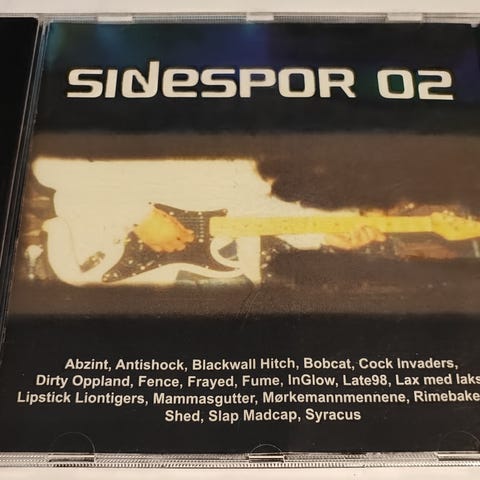 SIDESPOR 02
Abzint, Antishock, Blackwall Hitch, Bobcat, Cock Invaders,
Dirty Oppland, Fence, Frayed, Fume, InGlow, Late98, Lax med laks
Lipstick Liontigers, Mammasgutter, Mørkemannmennene, Rimebake
Shed, Slap Madcap, Syracus